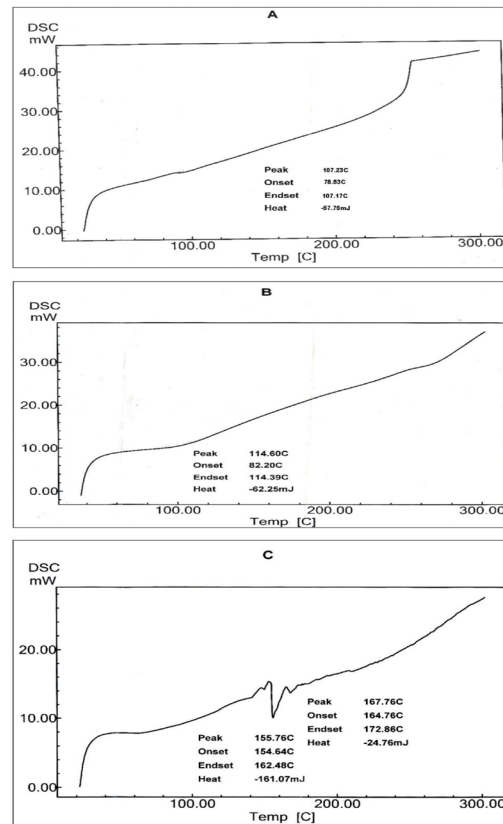 A
DSC
mW
40.00
30.00
20.00
10.00
0.00
Peak 107.23C
Onset 78.53C
Endset 107.17C
Heat -57.75mJ
100.00 200.00 300.00
Temp [C]
B
DSC
mW
30.00
20.00
10.00
0.00
Peak 114.60C
Onset 82.20C
Endset 114.39C
Heat -62.25mJ
100.00 200.00 300.00
Temp [C]
C
DSC
mW
20.00
10.00
0.00
Peak 167.76C
Onset 164.76C
Endset 172.86C
Heat -24.76mJ
Peak 155.76C
Onset 154.64C
Endset 162.48C
Heat -161.07mJ
100.00 200.00 300.00
Temp [C]